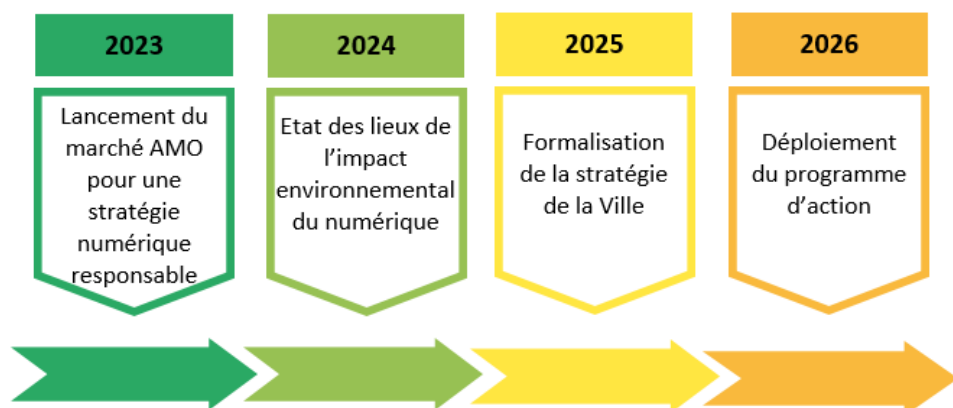 2023
Lancement du
marché AMO
pour une
stratégie
numérique
responsable
2024
Etat des lieux de
l’impact
environnemental
du numérique
2025
Formalisation
de la stratégie
de la Ville
2026
Déploiement
du programme
d’action